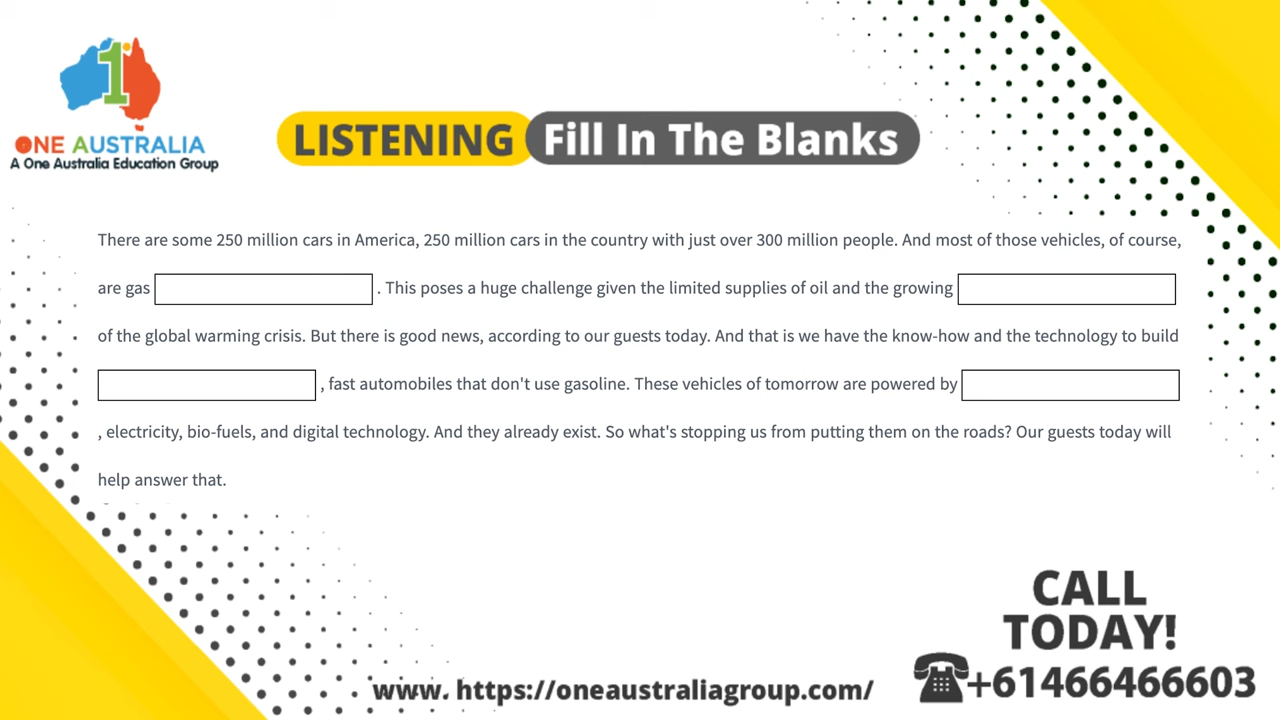 1
ONE AUSTRALIA
A One Australia Education Group
LISTENING Fill In The Blanks
There are some 250 million cars in America, 250 million cars in the country with just over 300 million people. And most of those vehicles, of course,
are gas . This poses a huge challenge given the limited supplies of oil and the growing
of the global warming crisis. But there is good news, according to our guests today. And that is we have the know-how and the technology to build
, fast automobiles that don't use gasoline. These vehicles of tomorrow are powered by
, electricity, bio-fuels, and digital technology. And they already exist. So what's stopping us from putting them on the roads? Our guests today will
help answer that.
CALL
TODAY!
+61466466603
www. https://oneaustraliagroup.com/